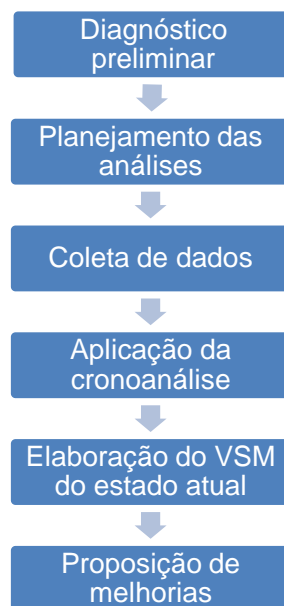 Diagnóstico
preliminar
Planejamento das
análises
Coleta de dados
Aplicação da
cronoanálise
Elaboração do VSM
do estado atual
Proposição de
melhorias